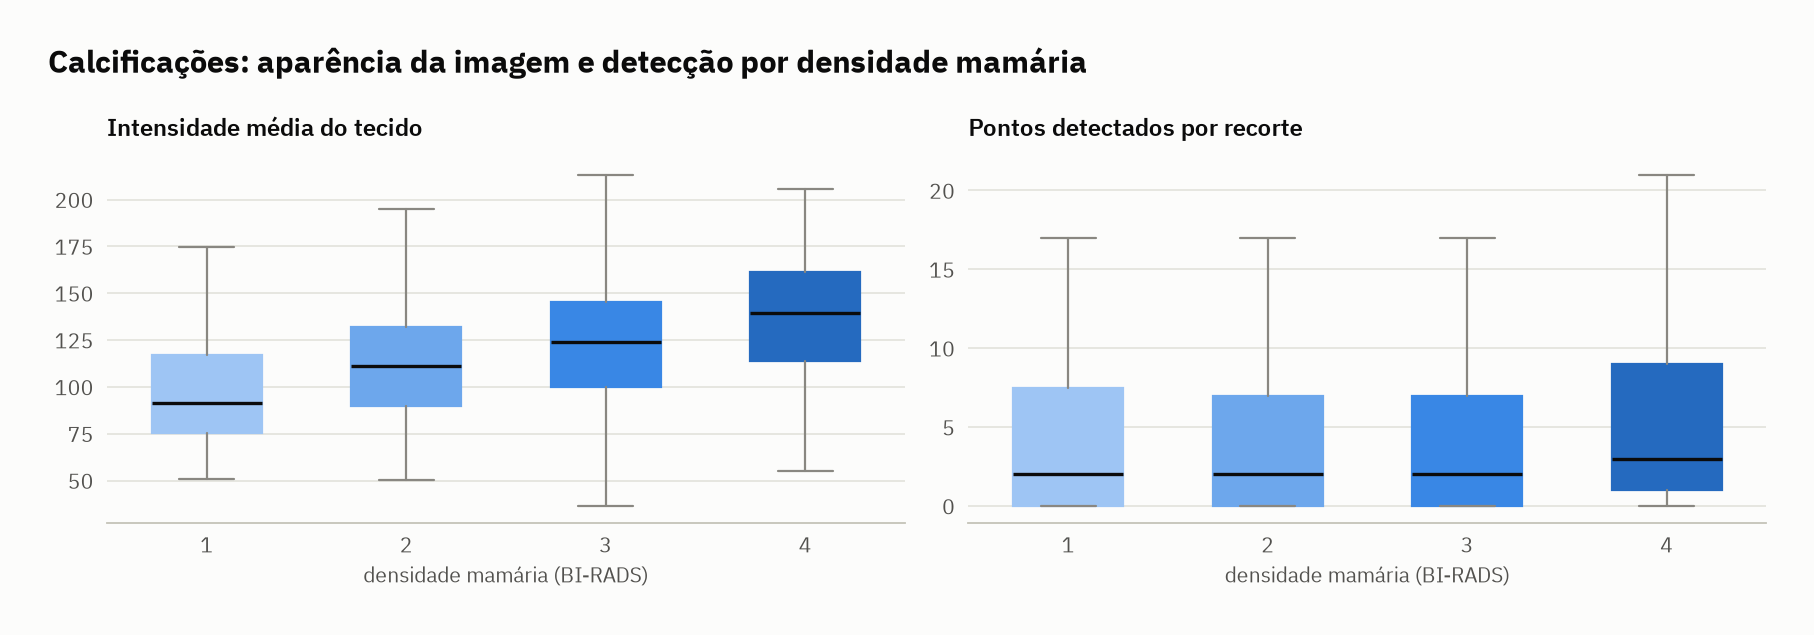 Calcificações: aparência da imagem e detecção por densidade mamária
Intensidade média do tecido
200
175
150
125
100
75
50
1 2 3 4
densidade mamária (BI-RADS)
Pontos detectados por recorte
20
15
10
5
0
1 2 3 4
densidade mamária (BI-RADS)